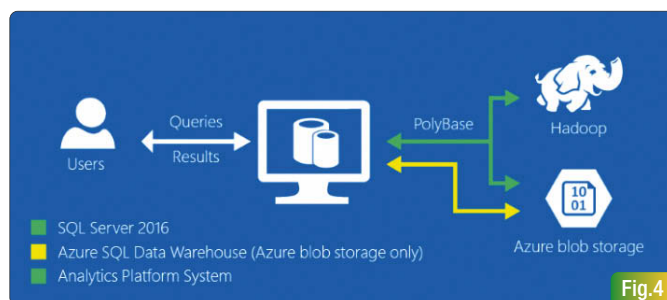 Queries
Results
Users
PolyBase
Hadoop
10
01
Azure blob storage
SQL Server 2016
Azure SQL Data Warehouse (Azure blob storage only)
Analytics Platform System
Fig.4